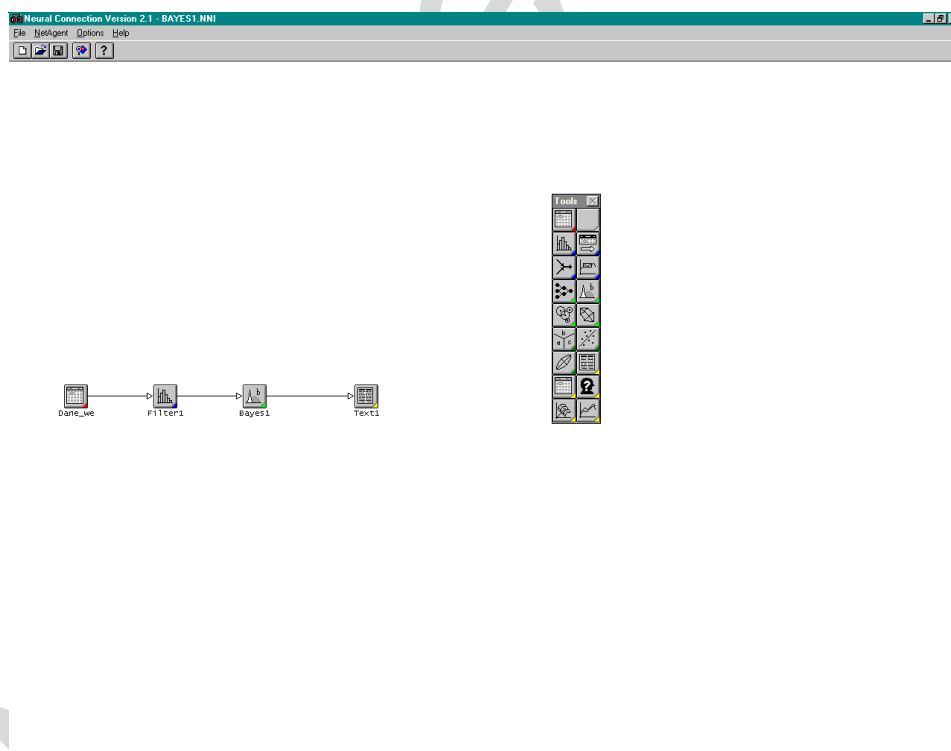 Neural Connection Version 2.1 - BAYES1.NNI
File NetAgent Options Help
?
Tools
b
b
a c
?
b
Dane_we Filter1 Bayes1 Text1